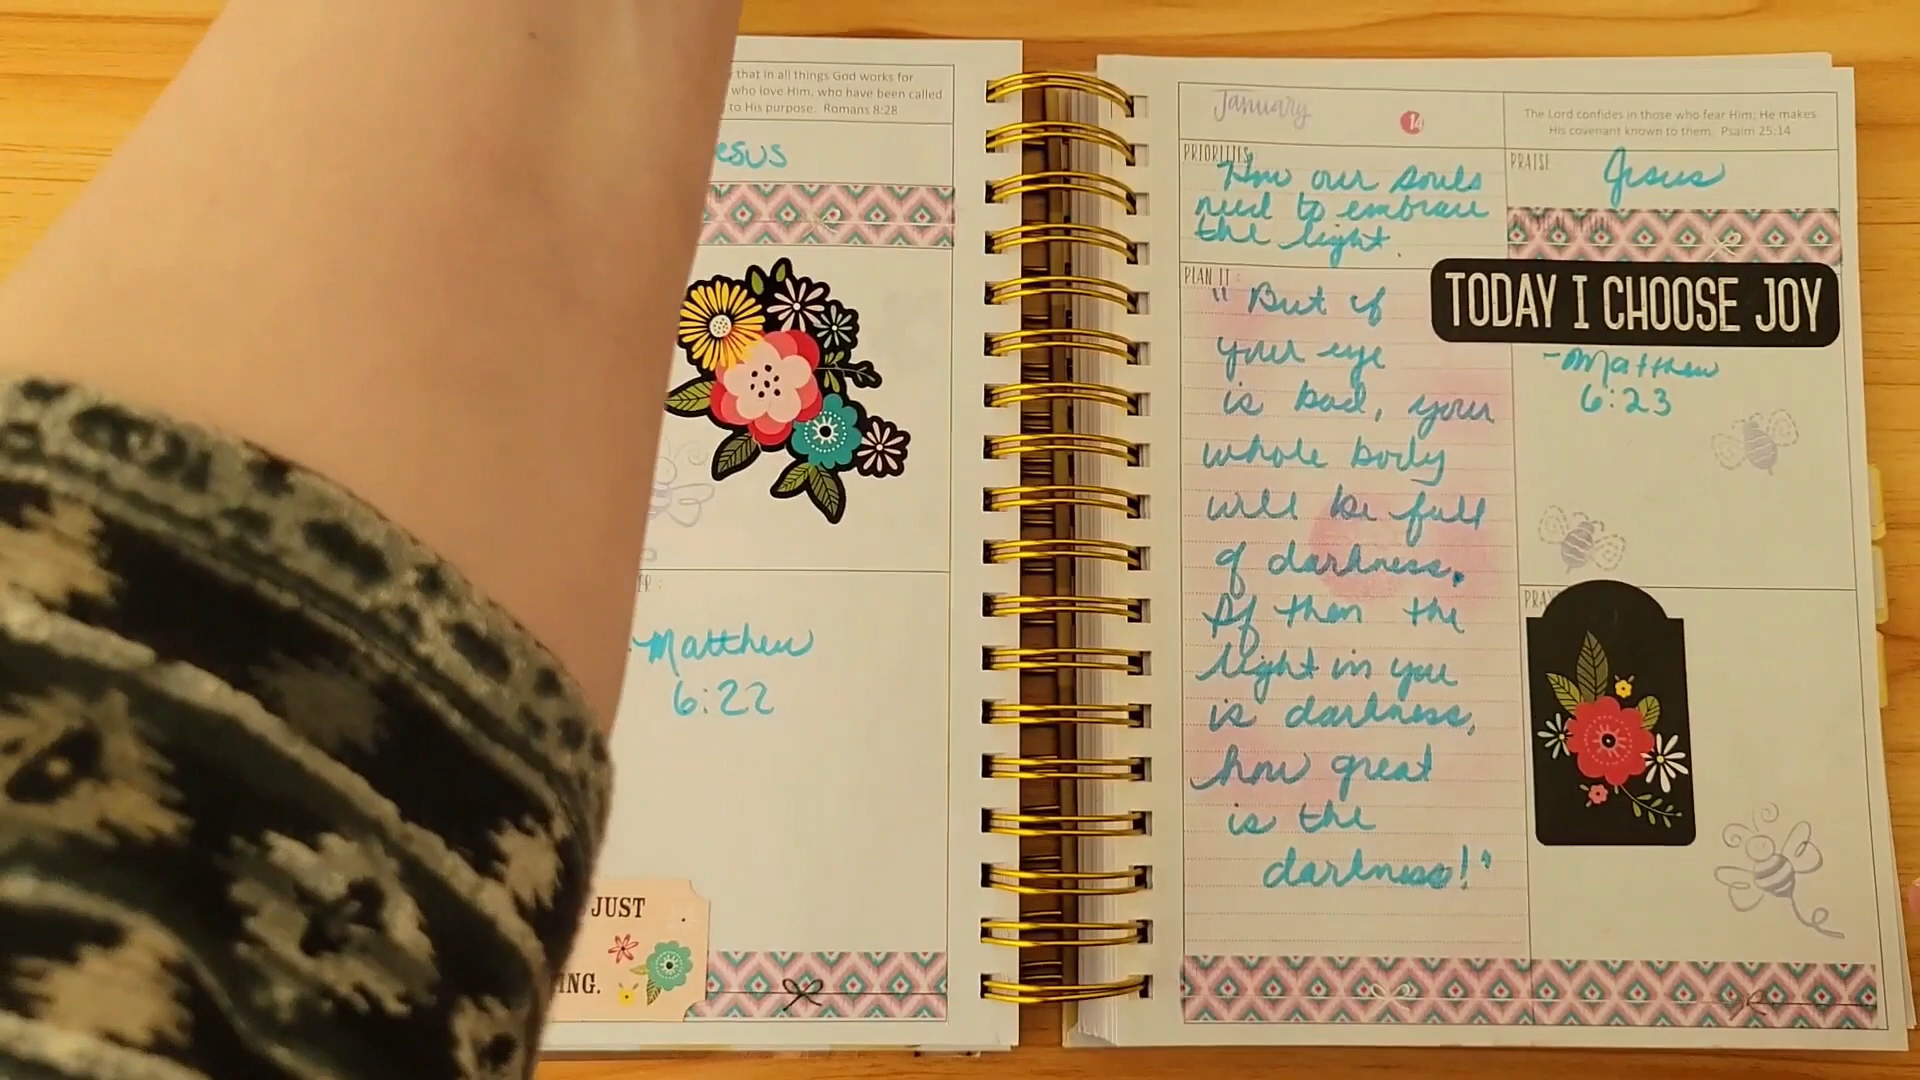 that in all things God works for
who love Him, who have been called
to His purpose. Romans 8:28
esus
-Matthew
6:22
JUST
ING.
January
14
The Lord confides in those who fear Him; He makes
His covenant known to them. Psalm 25:14
PRIORITIES
How our souls
need to embrace
the light.
PRAISE
Jesus
PLAN IT:
TODAY I CHOOSE JOY
"But if
your eye
is bad, your
whole body
will be full
of darkness.
If then the
light in you
is darkness,
how great
is the
darkness!"
-Matthew
6:23
PRAY